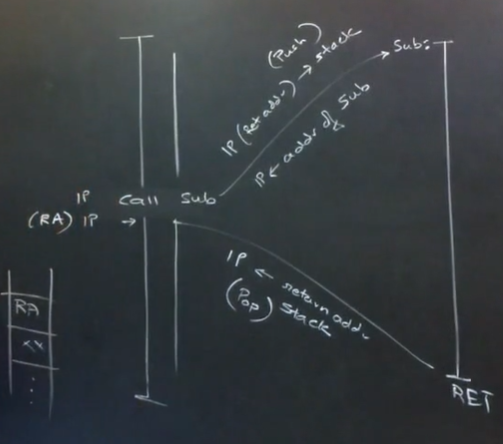 (Push)
IP (Ret addr) → stack
Sub:
IP ← addr of Sub
IP Call Sub
(RA) IP →
IP ← return addr
(Pop) stack
RA
xx
RET